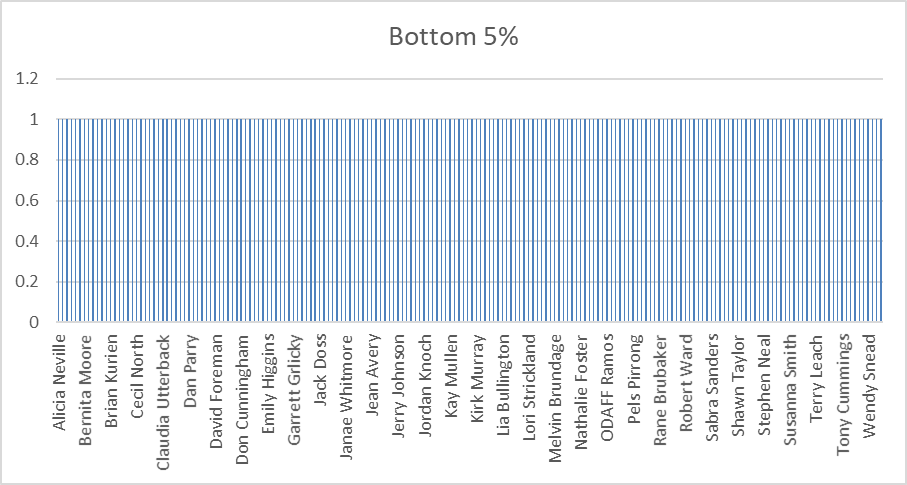 Bottom 5%
1.2
1
0.8
0.6
0.4
0.2
0
Alicia Neville
Bernita Moore
Brian Kurien
Cecil North
Claudia Utterback
Dan Parry
David Foreman
Don Cunningham
Emily Higgins
Garrett Grlicky
Jack Doss
Janae Whitmore
Jean Avery
Jerry Johnson
Jordan Knoch
Kay Mullen
Kirk Murray
Lia Bullington
Lori Strickland
Melvin Brundage
Nathalie Foster
ODAFF Ramos
Pels Pirrong
Rane Brubaker
Robert Ward
Sabra Sanders
Shawn Taylor
Stephen Neal
Susanna Smith
Terry Leach
Tony Cummings
Wendy Snead